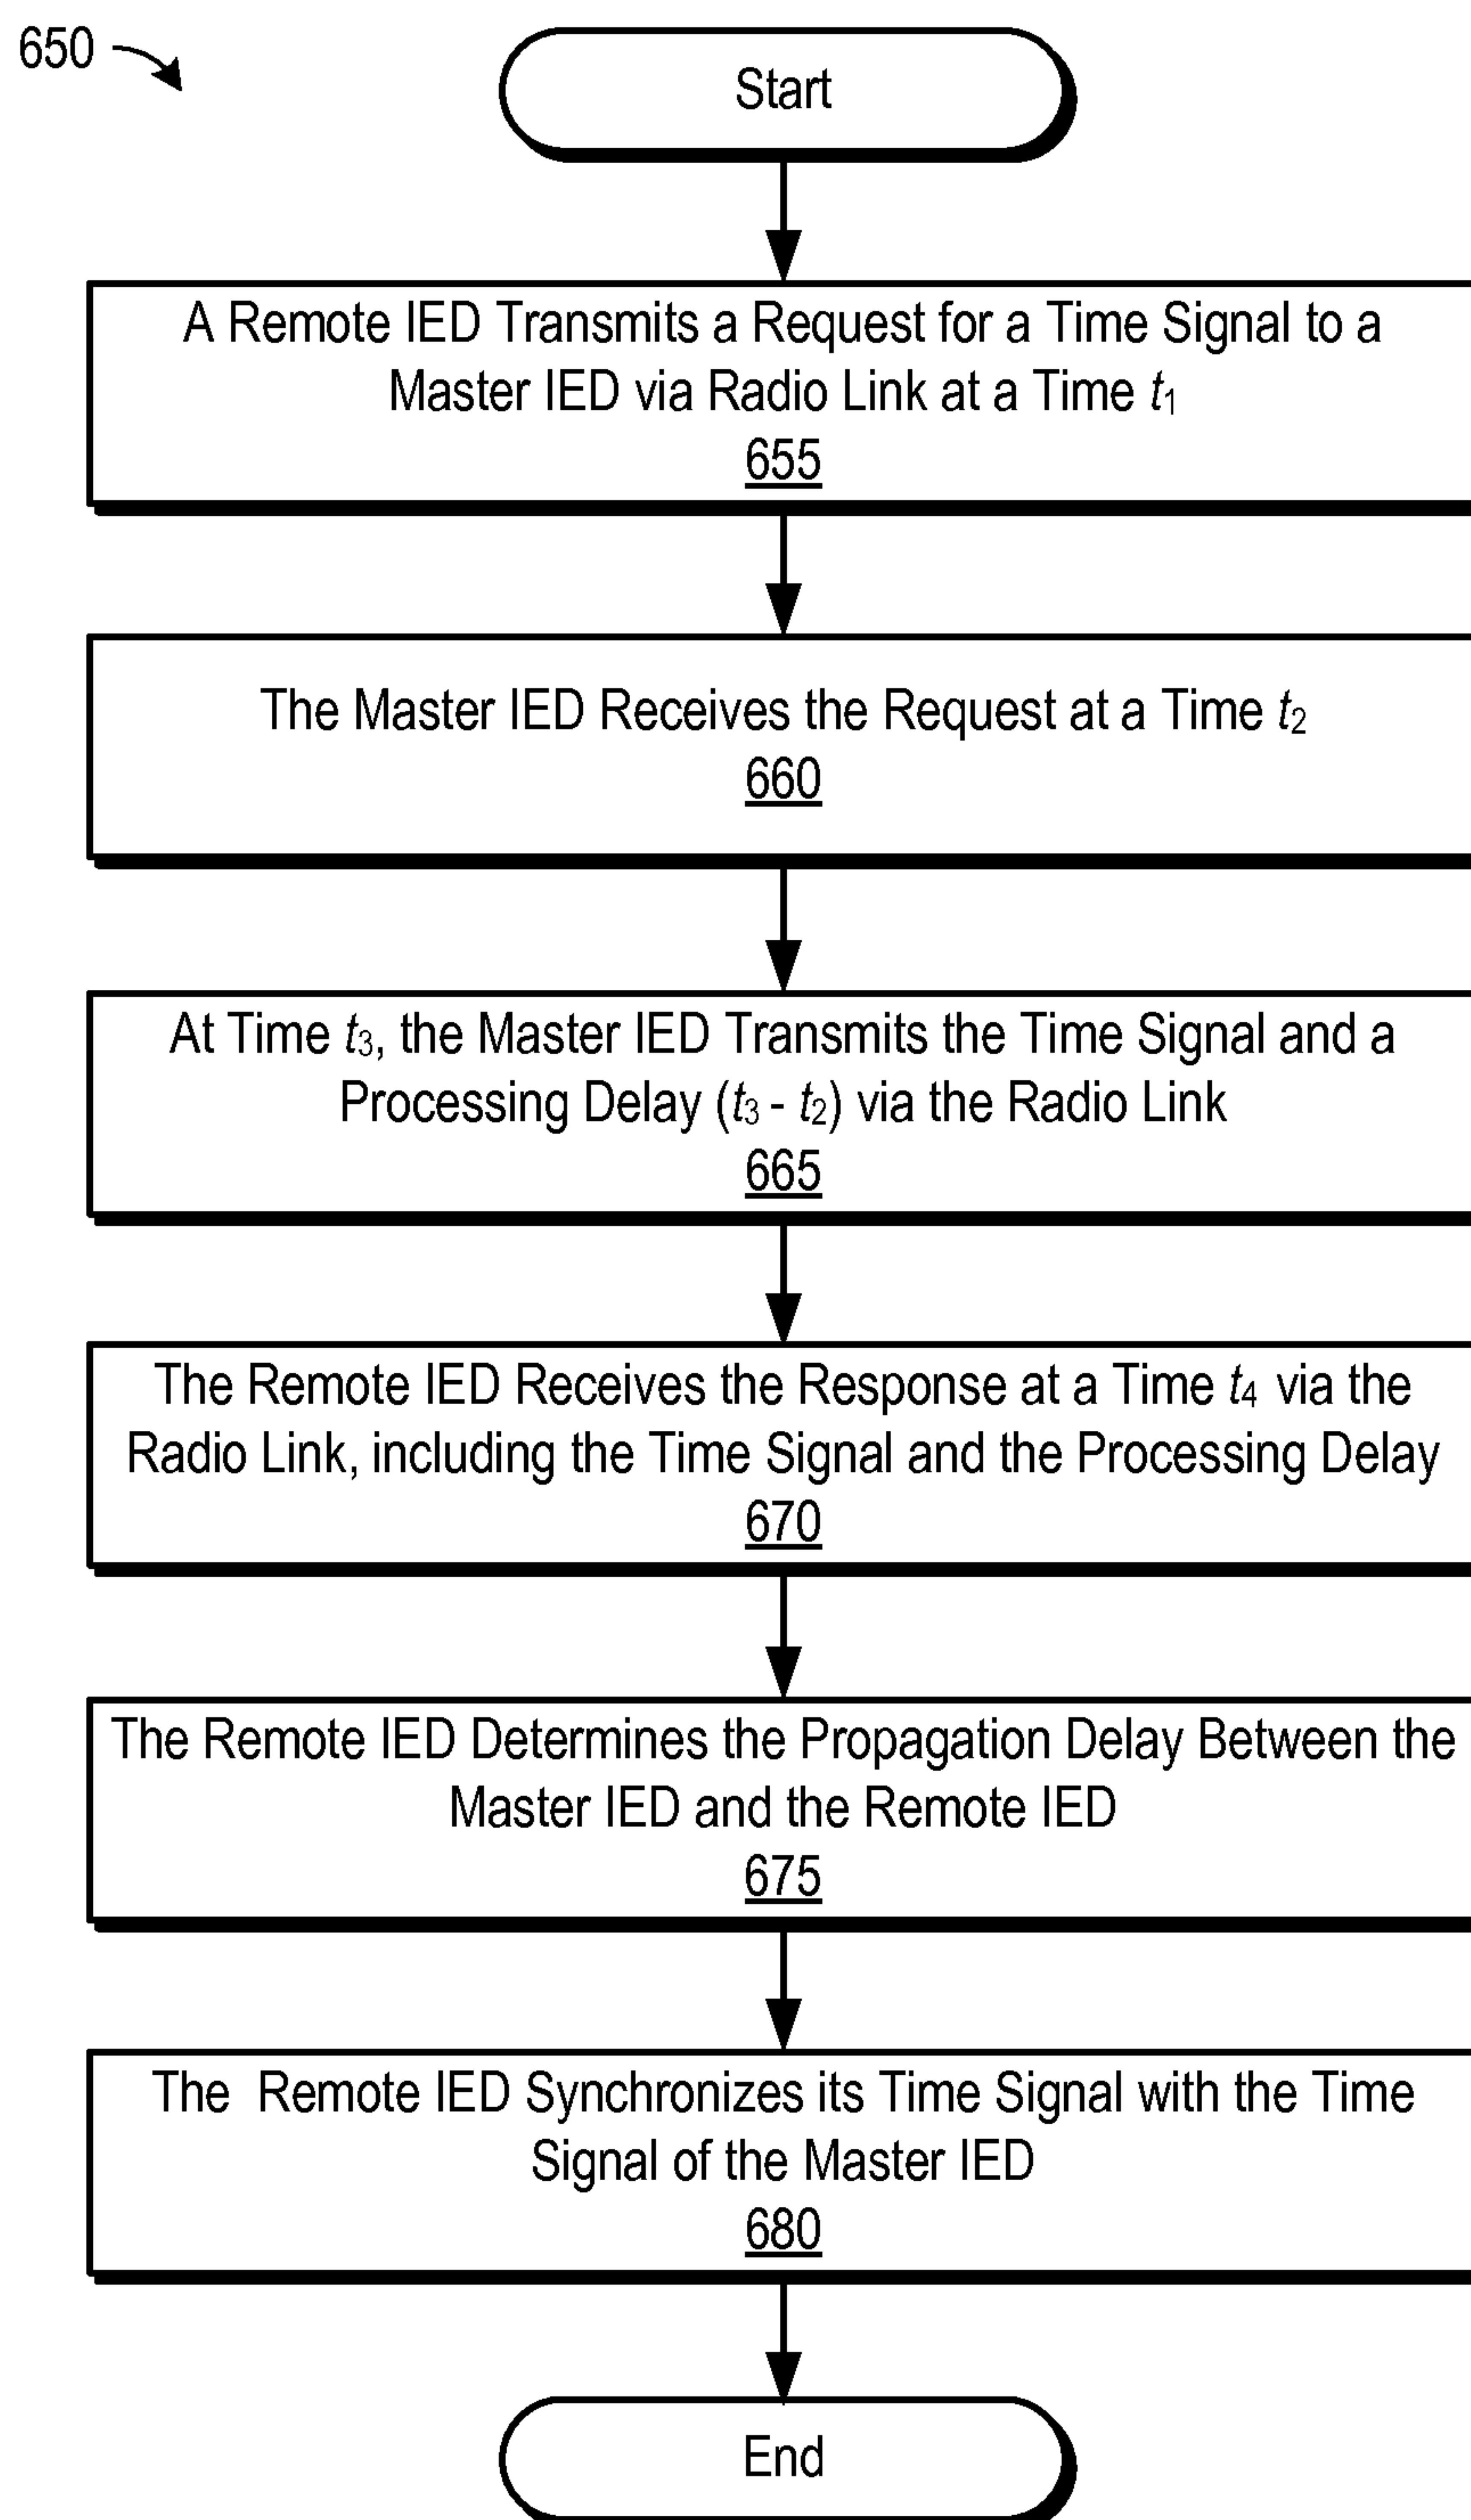 650
Start
A Remote IED Transmits a Request for a Time Signal to a
Master IED via Radio Link at a Time t₁
655
The Master IED Receives the Request at a Time t₂
660
At Time t₃, the Master IED Transmits the Time Signal and a
Processing Delay (t₃ - t₂) via the Radio Link
665
The Remote IED Receives the Response at a Time t₄ via the
Radio Link, including the Time Signal and the Processing Delay
670
The Remote IED Determines the Propagation Delay Between the
Master IED and the Remote IED
675
The Remote IED Synchronizes its Time Signal with the Time
Signal of the Master IED
680
End